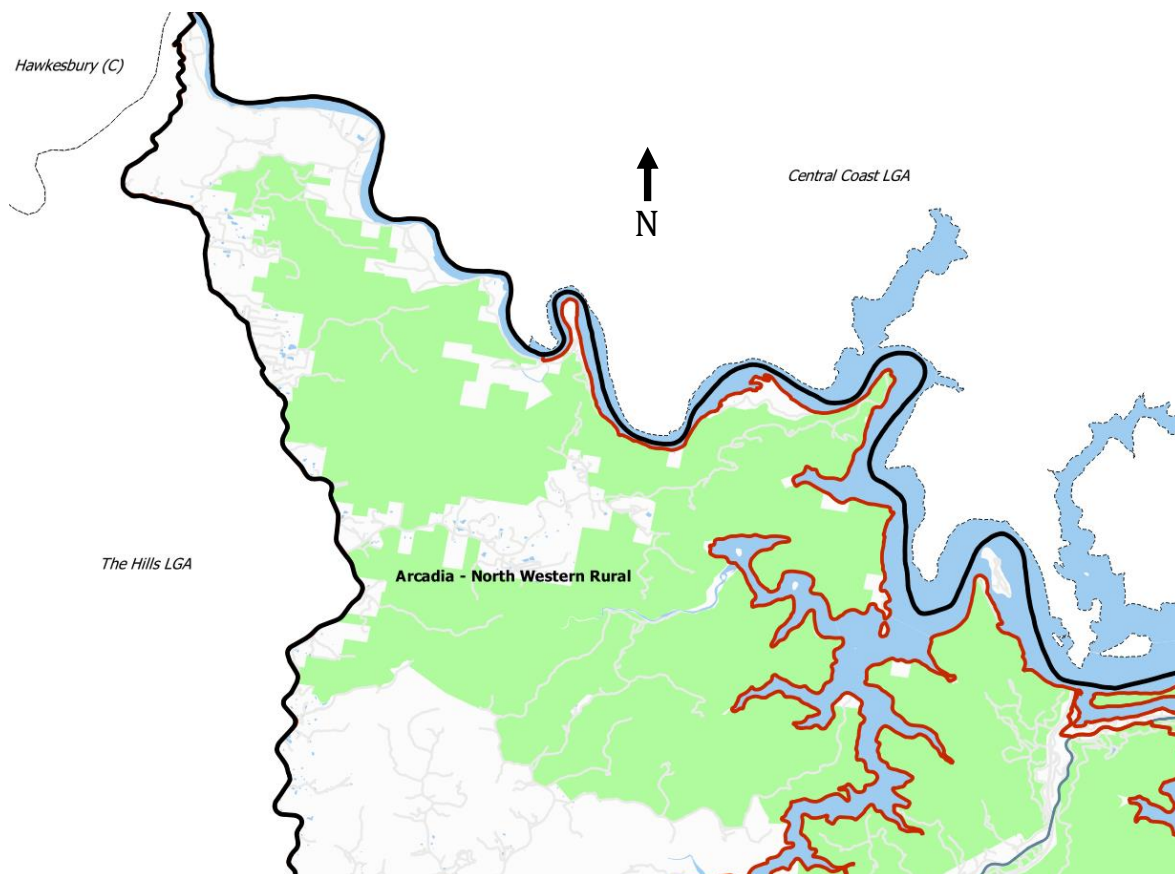 Hawkesbury (C)
Central Coast LGA
N
The Hills LGA
Arcadia - North Western Rural